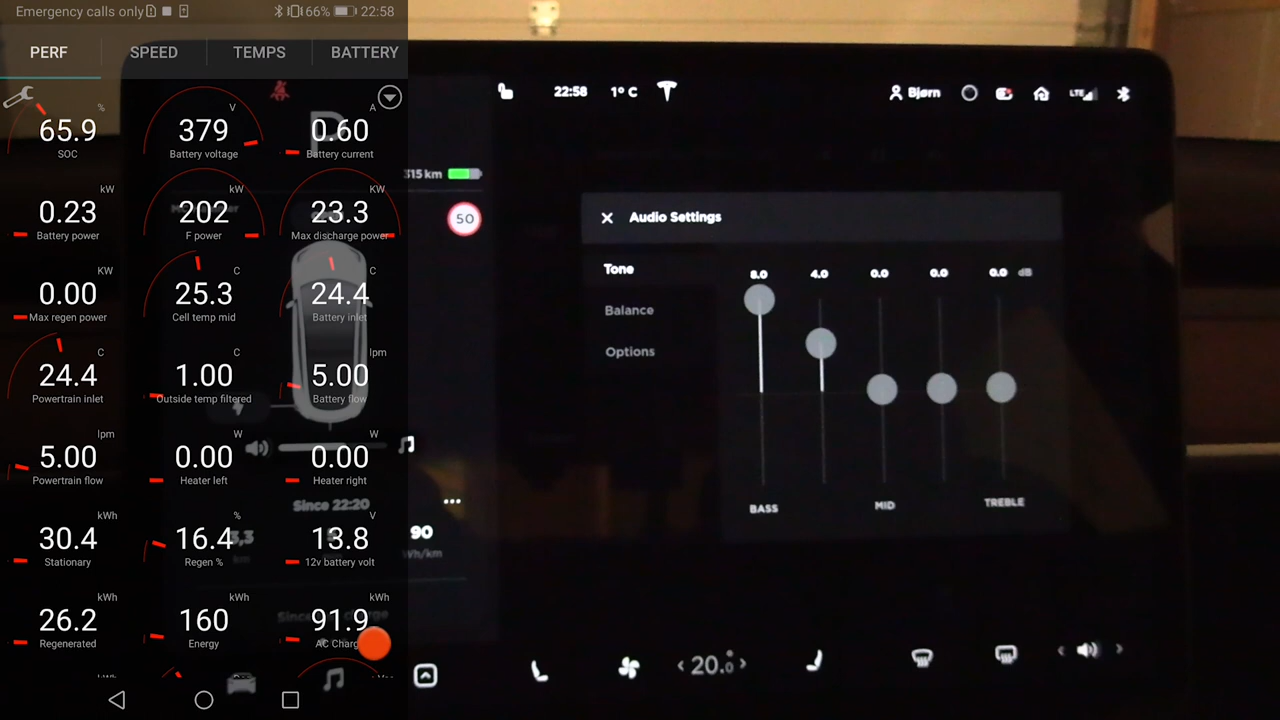 Emergency calls only
66% 22:58
PERF SPEED TEMPS BATTERY
%
65.9
SOC
V
379
Battery voltage
A
0.60
Battery current
kW
0.23
Battery power
kW
202
F power
KW
23.3
Max discharge power
KW
0.00
Max regen power
C
25.3
Cell temp mid
C
24.4
Battery inlet
C
24.4
Powertrain inlet
1.00
Outside temp filtered
lpm
5.00
Battery flow
lpm
5.00
Powertrain flow
W
0.00
Heater left
W
0.00
Heater right
kWh
30.4
Stationary
%
16.4
Regen %
V
13.8
12v battery volt
kWh
26.2
Regenerated
kWh
160
Energy
kWh
91.9
AC Charg
P
315 km
50
Since 22:20
3,3
km
90
Wh/km
22:58 1° C
Bjørn
LTE
Audio Settings
Tone
Balance
Options
8.0 4.0 0.0 0.0 0.0 dB
BASS MID TREBLE
20.0